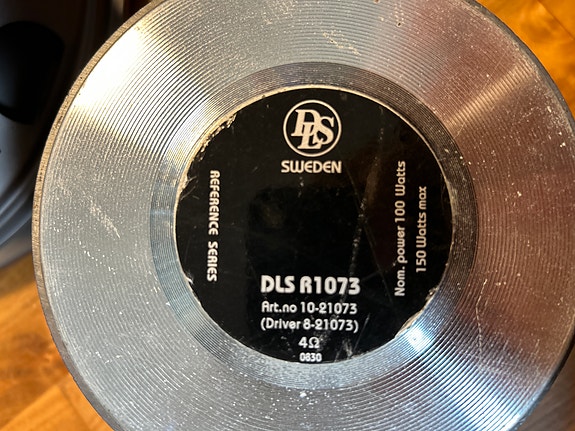 DLS
SWEDEN
REFERENCE SERIES
Nom. power 100 Watts
150 Watts max
DLS R1073
Art.no 10-21073
(Driver 8-21073)
4Ω
0830